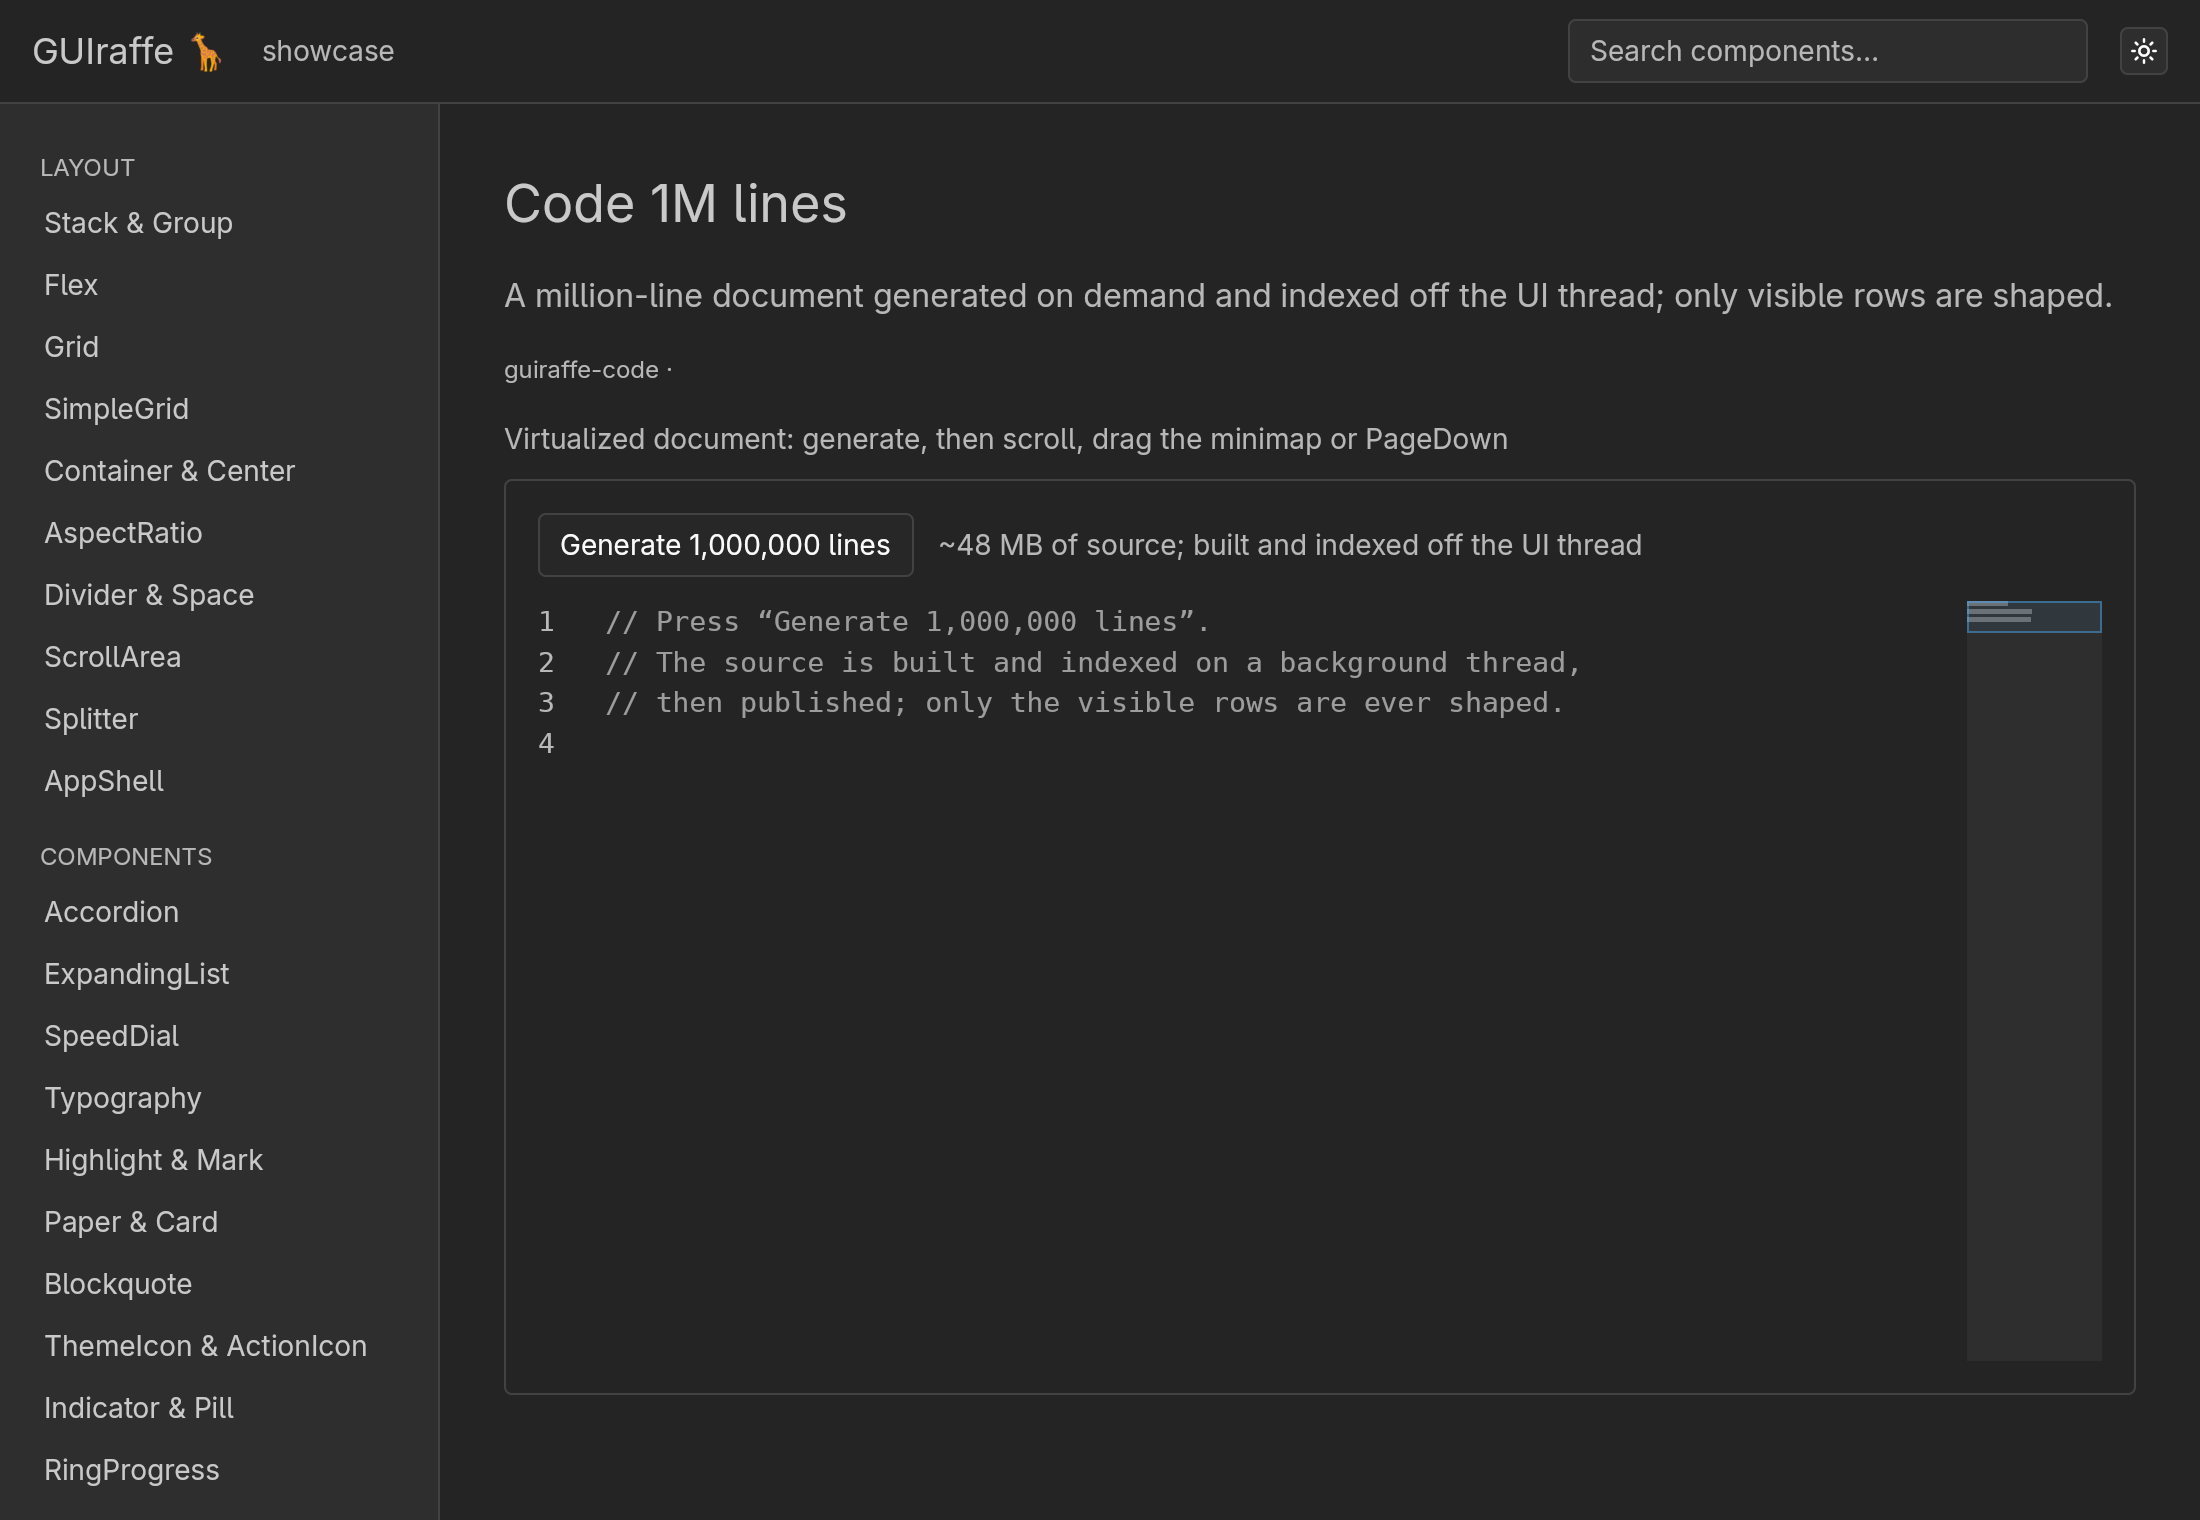 GUIraffe 🦒 showcase
Search components...
LAYOUT
Stack & Group
Flex
Grid
SimpleGrid
Container & Center
AspectRatio
Divider & Space
ScrollArea
Splitter
AppShell
COMPONENTS
Accordion
ExpandingList
SpeedDial
Typography
Highlight & Mark
Paper & Card
Blockquote
ThemeIcon & ActionIcon
Indicator & Pill
RingProgress
Code 1M lines
A million-line document generated on demand and indexed off the UI thread; only visible rows are shaped.
guiraffe-code ·
Virtualized document: generate, then scroll, drag the minimap or PageDown
Generate 1,000,000 lines ~48 MB of source; built and indexed off the UI thread
1 // Press “Generate 1,000,000 lines”.
2 // The source is built and indexed on a background thread,
3 // then published; only the visible rows are ever shaped.
4